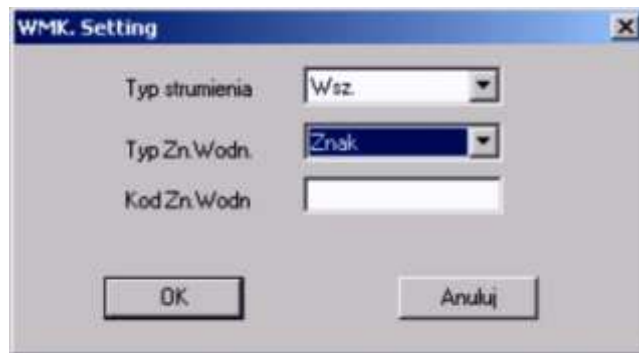 WMK. Setting
Typ strumienia Wsz.
Typ Zn.Wodn. Znak
Kod Zn.Wodn
OK Anuluj